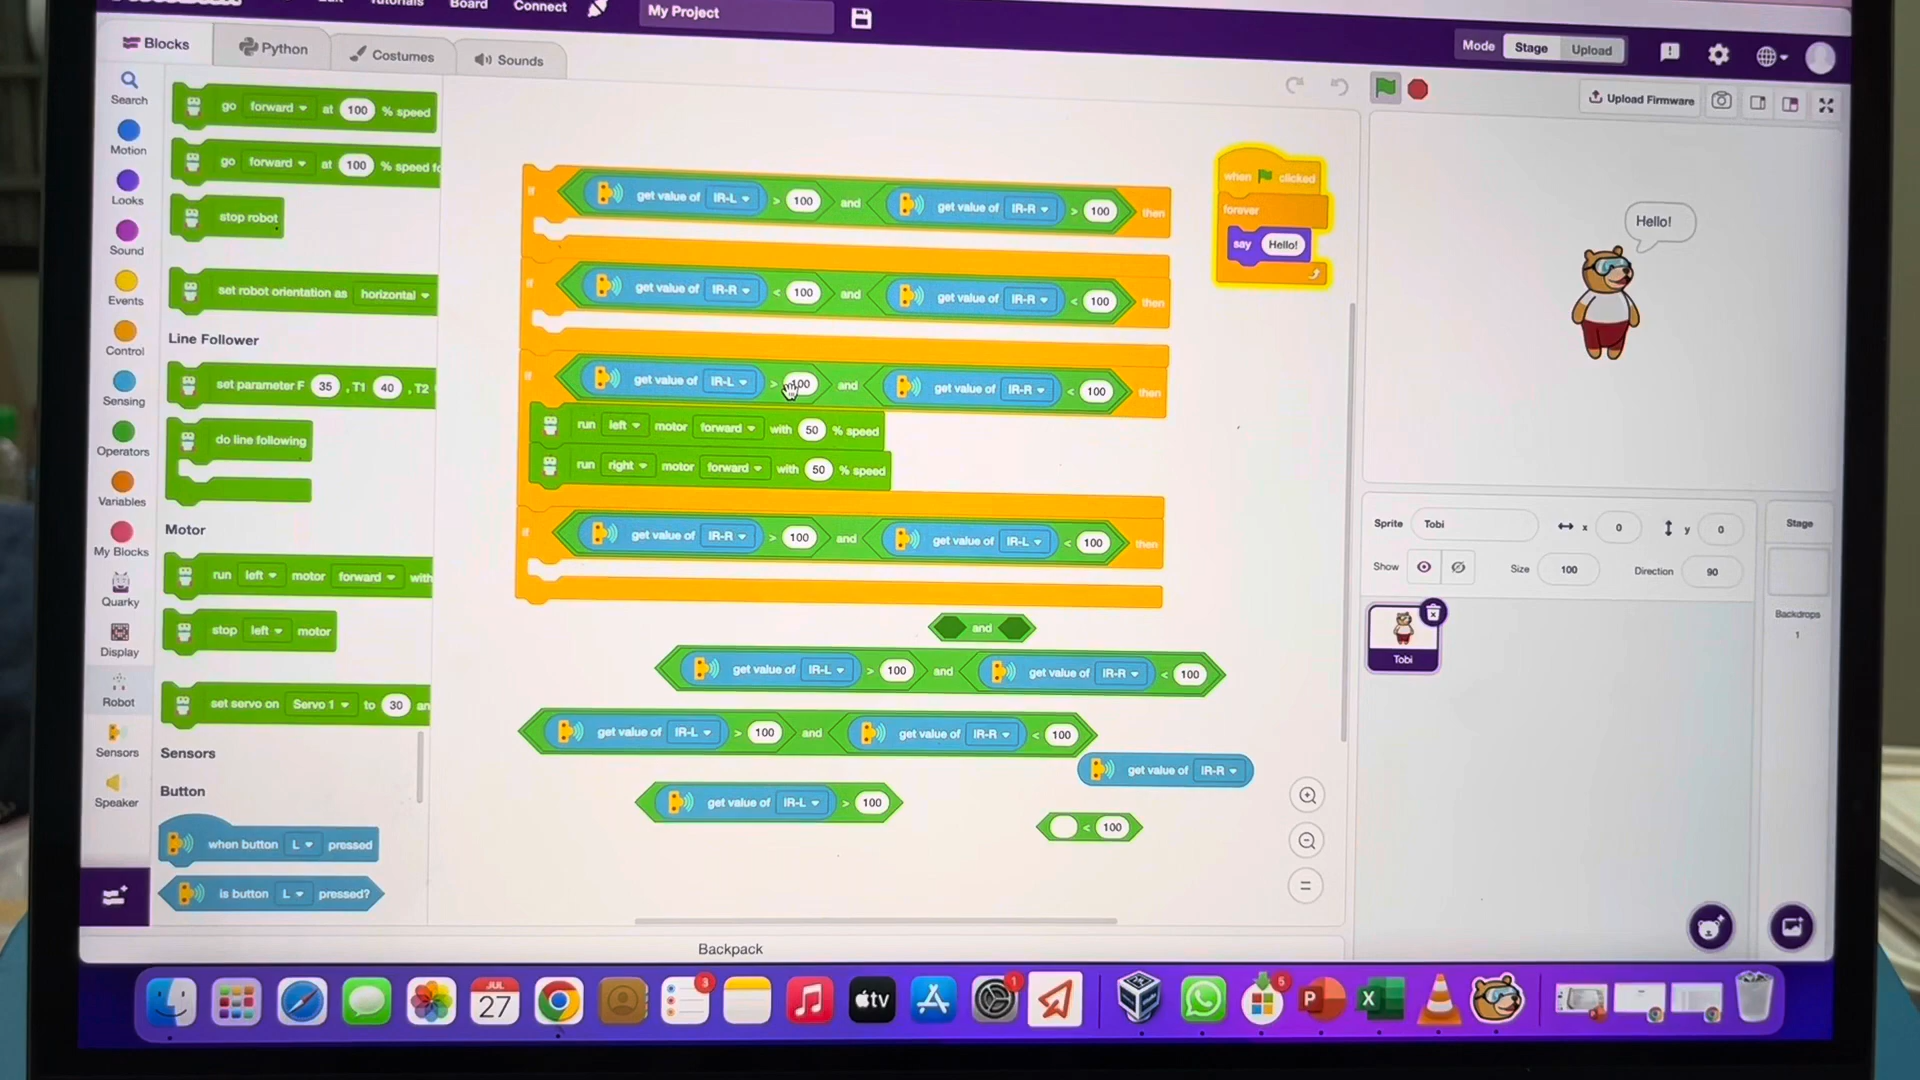 Tutorials Board Connect My Project
Blocks Python Costumes Sounds
Mode Stage Upload
Search
Motion
Looks
Sound
Events
Control
Sensing
Operators
Variables
My Blocks
Quarky
Display
Robot
Sensors
Speaker
go forward at 100 % speed
go forward at 100 % speed
stop robot
set robot orientation as horizontal
Line Follower
set parameter F 35 , T1 40 , T2
do line following
Motor
run left motor forward with
stop left motor
set servo on Servo 1 to 30
Sensors
Button
when button L pressed
is button L pressed?
if get value of IR-L > 100 and get value of IR-R > 100 then
if get value of IR-R < 100 and get value of IR-R < 100 then
if get value of IR-L > 100 and get value of IR-R < 100 then
run left motor forward with 50 % speed
run right motor forward with 50 % speed
if get value of IR-R > 100 and get value of IR-L < 100 then
and
get value of IR-L > 100 and get value of IR-R < 100
get value of IR-L > 100 and get value of IR-R < 100
get value of IR-R
get value of IR-L > 100
< 100
when clicked
forever
say Hello!
Backpack
Upload Firmware
Hello!
Sprite Tobi x 0 y 0
Show Size 100 Direction 90
Tobi
Stage
Backdrops
1
JUL
27
3
tv
1
5
P
X